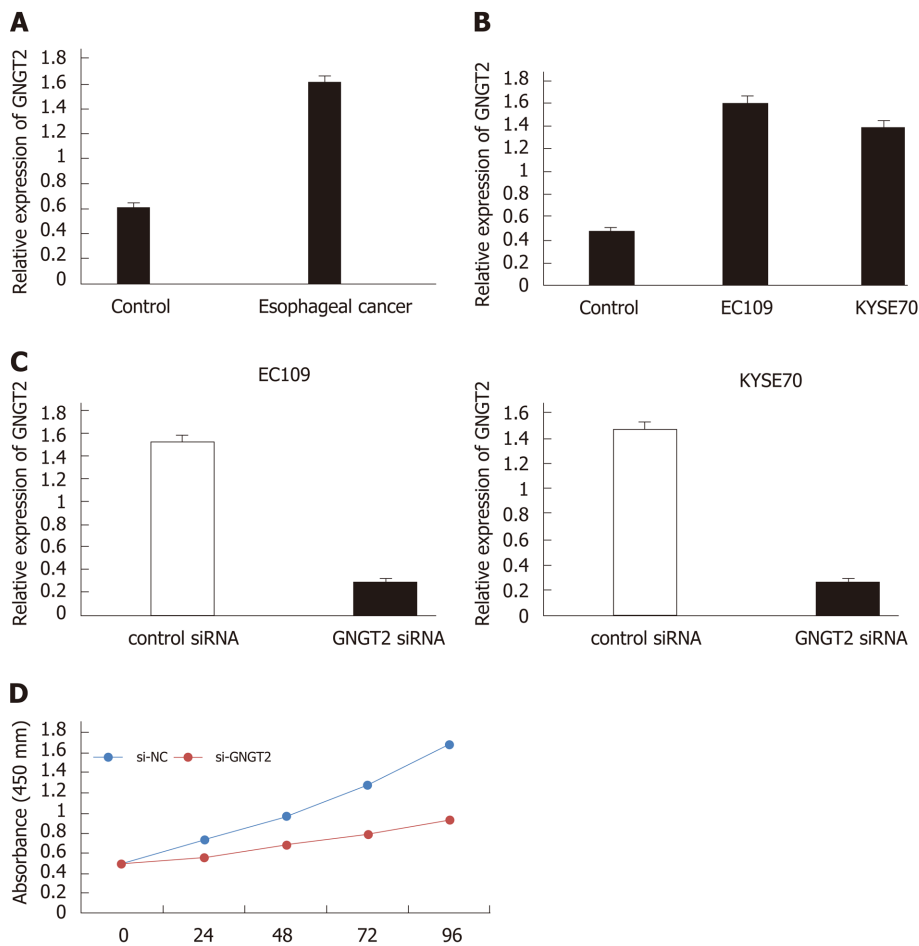 A
Relative expression of GNGT2
1.8
1.6
1.4
1.2
1
0.8
0.6
0.4
0.2
0
Control Esophageal cancer
B
Relative expression of GNGT2
1.8
1.6
1.4
1.2
1
0.8
0.6
0.4
0.2
0
Control EC109 KYSE70
C
EC109
Relative expression of GNGT2
1.8
1.6
1.4
1.2
1
0.8
0.6
0.4
0.2
0
control siRNA GNGT2 siRNA
KYSE70
Relative expression of GNGT2
1.6
1.4
1.2
1
0.8
0.6
0.4
0.2
0
control siRNA GNGT2 siRNA
D
Absorbance (450 mm)
1.8
1.6
1.4
1.2
1
0.8
0.6
0.4
0.2
0
si-NC si-GNGT2
0 24 48 72 96